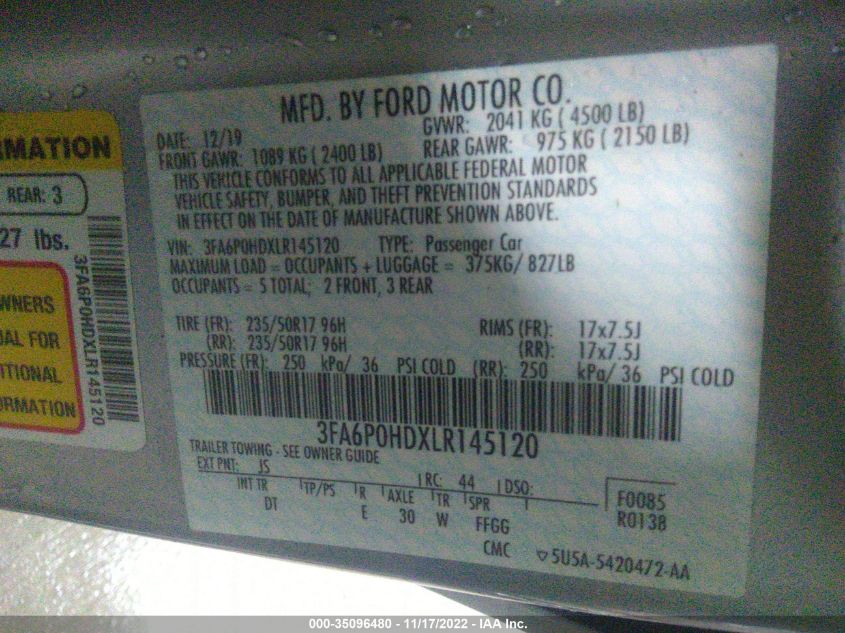 RMATION
REAR: 3
27 lbs.
WNERS
UAL FOR
ITIONAL
ORMATION
3FA6P0HDXLR145120
MFD. BY FORD MOTOR CO.
DATE: 12/19 GVWR: 2041 KG ( 4500 LB)
FRONT GAWR: 1089 KG ( 2400 LB) REAR GAWR: 975 KG ( 2150 LB)
THIS VEHICLE CONFORMS TO ALL APPLICABLE FEDERAL MOTOR
VEHICLE SAFETY, BUMPER, AND THEFT PREVENTION STANDARDS
IN EFFECT ON THE DATE OF MANUFACTURE SHOWN ABOVE.
VIN: 3FA6P0HDXLR145120 TYPE: Passenger Car
MAXIMUM LOAD = OCCUPANTS + LUGGAGE = 375KG/ 827LB
OCCUPANTS = 5 TOTAL; 2 FRONT, 3 REAR
TIRE (FR): 235/50R17 96H RIMS (FR): 17x7.5J
(RR): 235/50R17 96H (RR): 17x7.5J
PRESSURE (FR): 250 kPa/ 36 PSI COLD (RR): 250 kPa/ 36 PSI COLD
3FA6P0HDXLR145120
TRAILER TOWING - SEE OWNER GUIDE
EXT PNT: JS RC: 44 DSO:
INT TR TP/PS R AXLE TR SPR F0085
DT E 30 W FFGG R0138
CMC 5U5A-5420472-AA
000-35096480 - 11/17/2022 - IAA Inc.